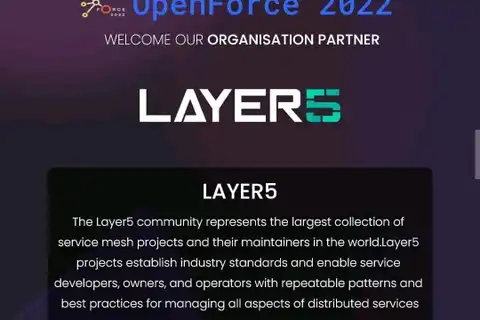 OpenForce 2022
WELCOME OUR ORGANISATION PARTNER
LAYER5
LAYER5
The Layer5 community represents the largest collection of
service mesh projects and their maintainers in the world.Layer5
projects establish industry standards and enable service
developers, owners, and operators with repeatable patterns and
best practices for managing all aspects of distributed services